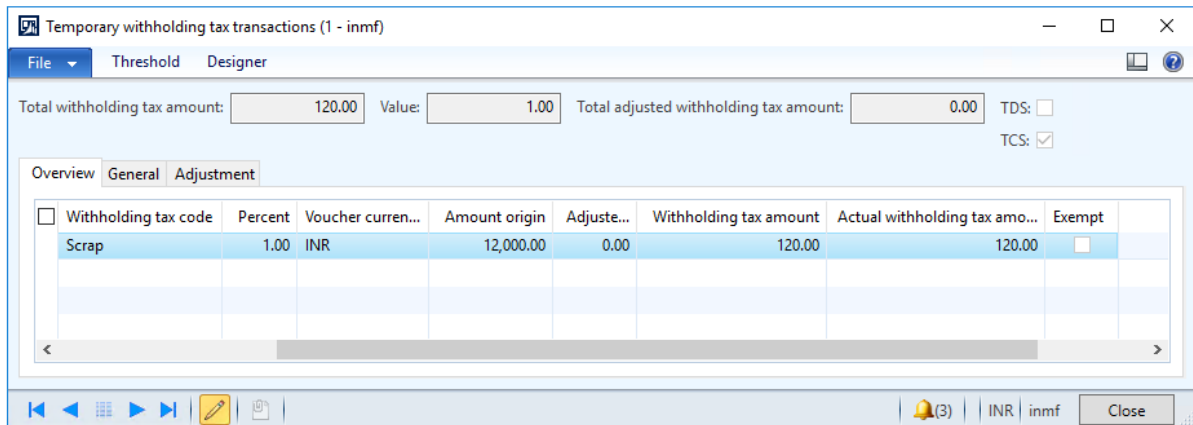 Temporary withholding tax transactions (1 - inmf)
File Threshold Designer
Total withholding tax amount: 120.00 Value: 1.00 Total adjusted withholding tax amount: 0.00 TDS:
TCS:
Overview General Adjustment
Withholding tax code Percent Voucher curren... Amount origin Adjuste... Withholding tax amount Actual withholding tax amo... Exempt
Scrap 1.00 INR 12,000.00 0.00 120.00 120.00
(3) INR inmf Close